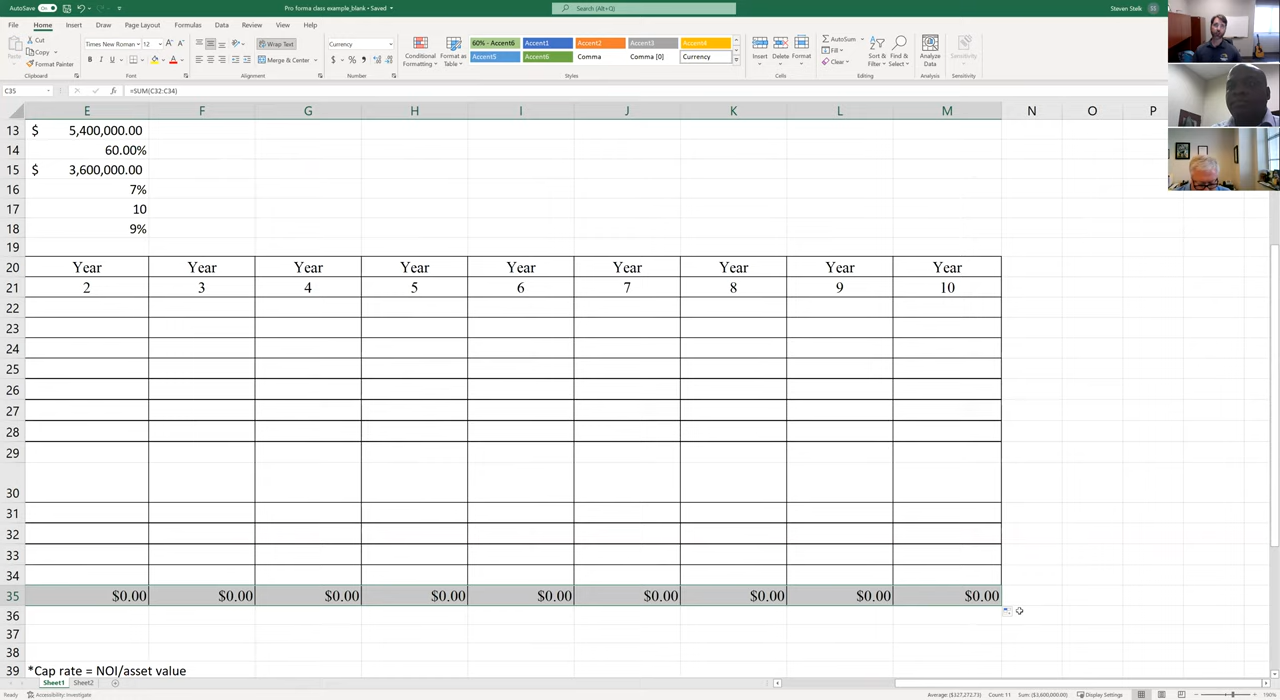 AutoSave On Pro forma class example_blank • Saved Search (Alt+Q) Steven Stelk SS
File Home Insert Draw Page Layout Formulas Data Review View Help
Paste Cut Copy Format Painter Clipboard
Times New Roman 12 A A B I U A Font
Wrap Text Merge & Center Alignment
Currency $ % , Number
Conditional Formatting Format as Table
60% - Accent6 Accent1 Accent2 Accent3 Accent4
Accent5 Accent6 Comma Comma [0] Currency
Styles
Insert Delete Format Cells
AutoSum Fill Clear Sort & Filter Find & Select Editing
Analyze Data Analysis
Sensitivity Sensitivity
C35 fx =SUM(C32:C34)
E F G H I J K L M N O P
13 $ 5,400,000.00
14 60.00%
15 $ 3,600,000.00
16 7%
17 10
18 9%
19
20 Year Year Year Year Year Year Year Year Year
21 2 3 4 5 6 7 8 9 10
22
23
24
25
26
27
28
29
30
31
32
33
34
35 $0.00 $0.00 $0.00 $0.00 $0.00 $0.00 $0.00 $0.00 $0.00
36
37
38
39 *Cap rate = NOI/asset value
Sheet1 Sheet2
Ready Accessibility: Investigate Average: ($327,272.73) Count: 11 Sum: ($3,600,000.00) Display Settings 190%